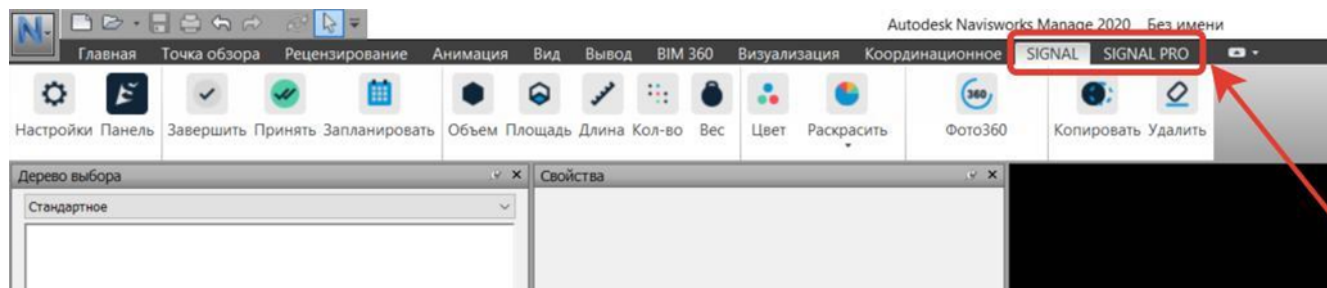 Autodesk Navisworks Manage 2020 Без имени
Главная Точка обзора Рецензирование Анимация Вид Вывод BIM 360 Визуализация Координационное SIGNAL SIGNAL PRO
360
Настройки Панель Завершить Принять Запланировать Объем Площадь Длина Кол-во Вес Цвет Раскрасить Фото360 Копировать Удалить
Дерево выбора Свойства
Стандартное